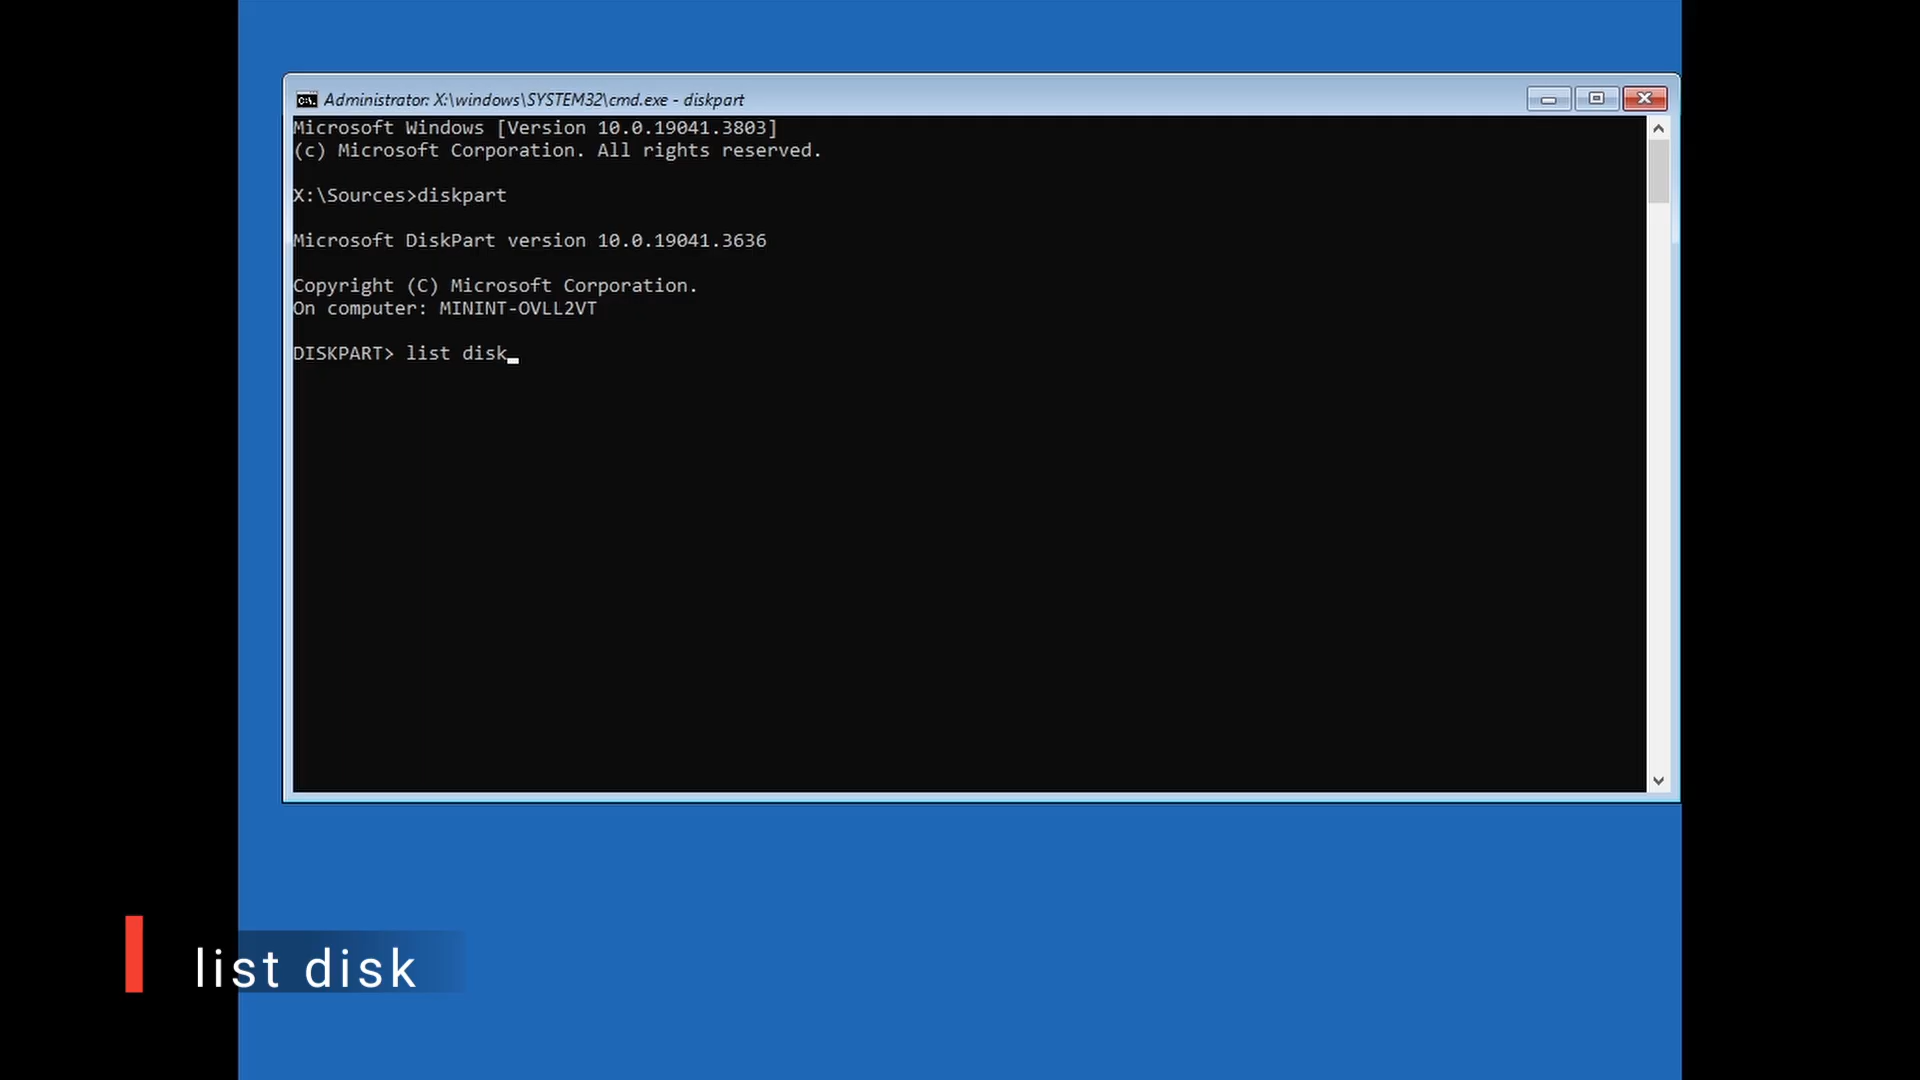 Administrator: X:\windows\SYSTEM32\cmd.exe - diskpart
Microsoft Windows [Version 10.0.19041.3803]
(c) Microsoft Corporation. All rights reserved.
X:\Sources>diskpart
Microsoft DiskPart version 10.0.19041.3636
Copyright (C) Microsoft Corporation.
On computer: MININT-OVLL2VT
DISKPART> list disk
list disk